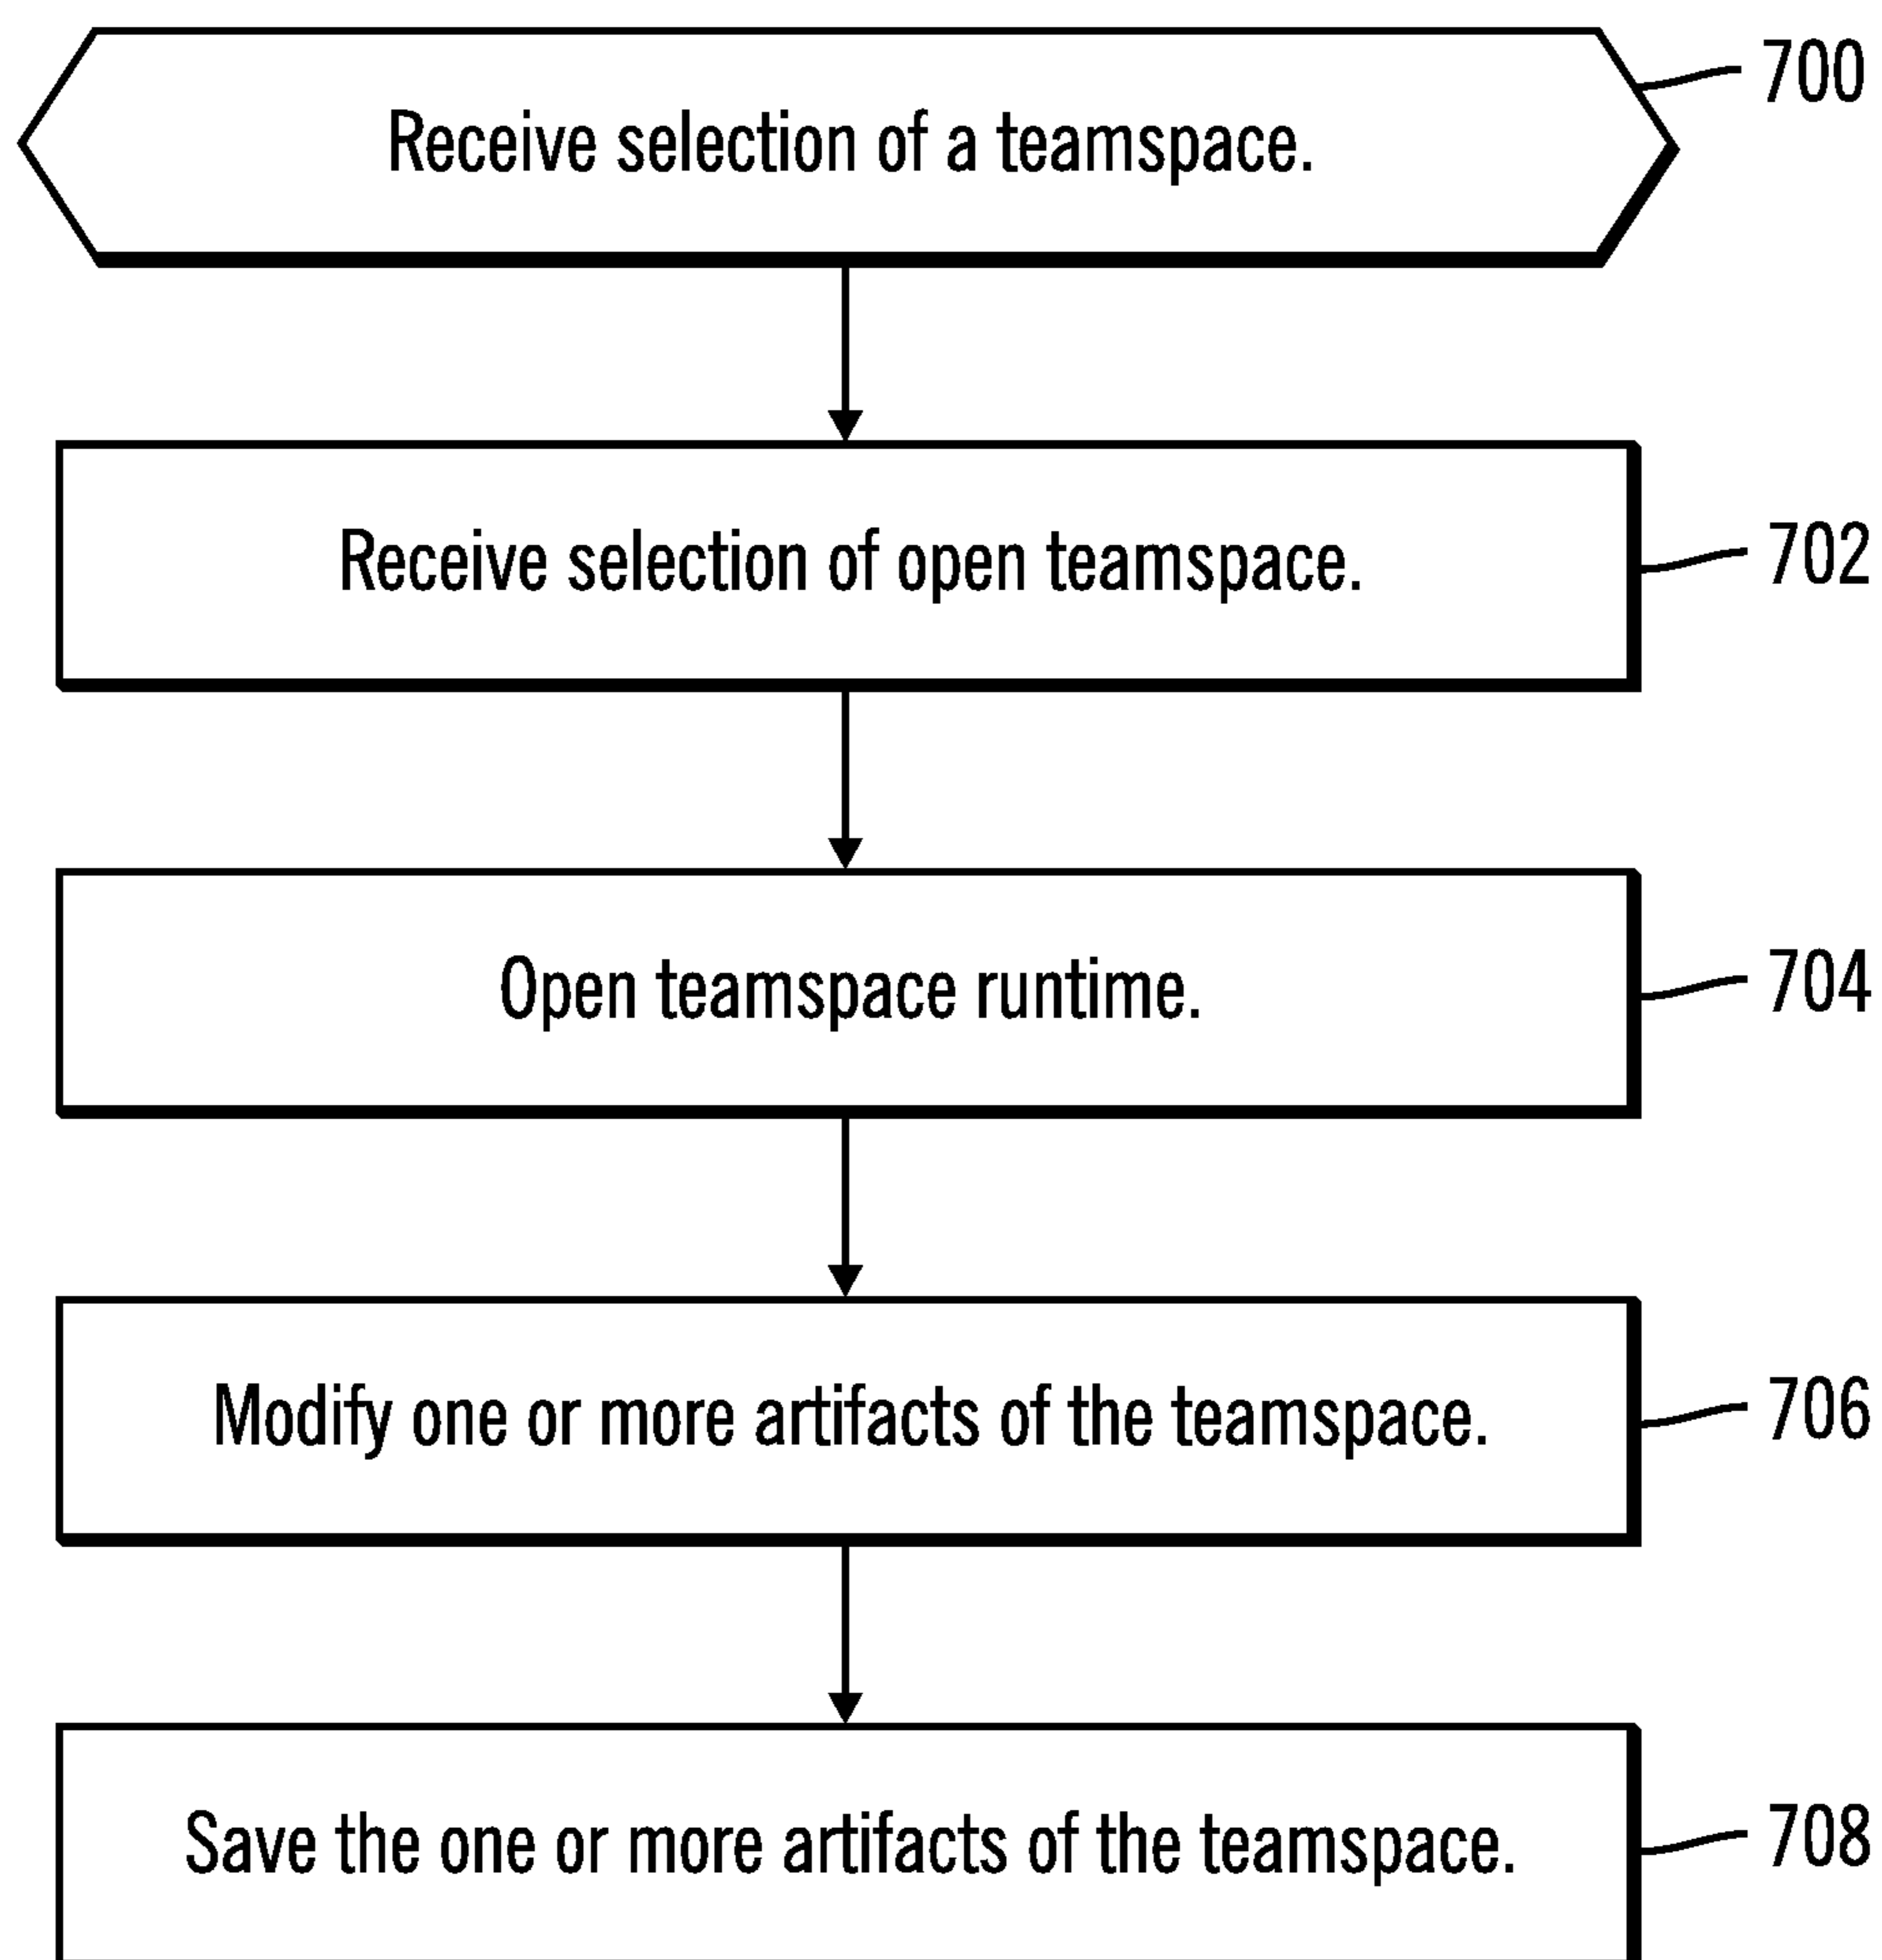 Receive selection of a teamspace.
700
Receive selection of open teamspace.
702
Open teamspace runtime.
704
Modify one or more artifacts of the teamspace.
706
Save the one or more artifacts of the teamspace.
708